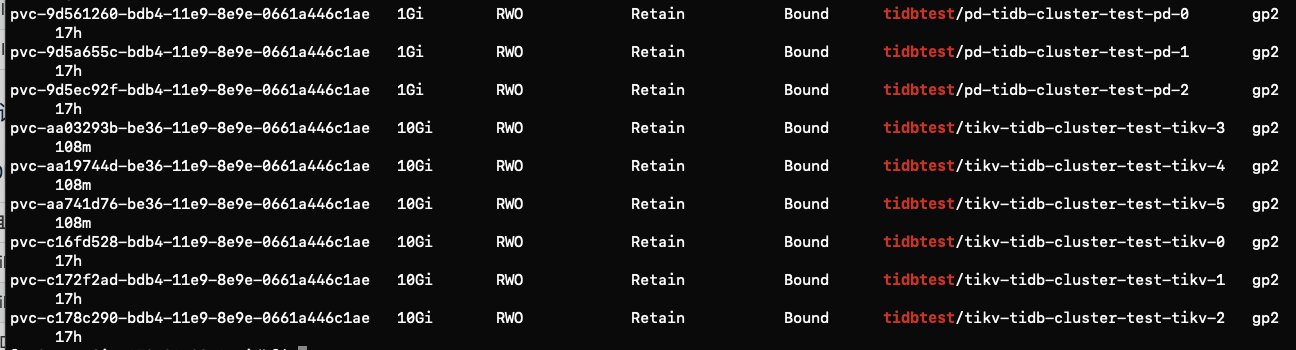 pvc-9d561260-bdb4-11e9-8e9e-0661a446c1ae 1Gi RWO Retain Bound tidbtest/pd-tidb-cluster-test-pd-0 gp2
17h
pvc-9d5a655c-bdb4-11e9-8e9e-0661a446c1ae 1Gi RWO Retain Bound tidbtest/pd-tidb-cluster-test-pd-1 gp2
17h
pvc-9d5ec92f-bdb4-11e9-8e9e-0661a446c1ae 1Gi RWO Retain Bound tidbtest/pd-tidb-cluster-test-pd-2 gp2
17h
pvc-aa03293b-be36-11e9-8e9e-0661a446c1ae 10Gi RWO Retain Bound tidbtest/tikv-tidb-cluster-test-tikv-3 gp2
108m
pvc-aa19744d-be36-11e9-8e9e-0661a446c1ae 10Gi RWO Retain Bound tidbtest/tikv-tidb-cluster-test-tikv-4 gp2
108m
pvc-aa741d76-be36-11e9-8e9e-0661a446c1ae 10Gi RWO Retain Bound tidbtest/tikv-tidb-cluster-test-tikv-5 gp2
108m
pvc-c16fd528-bdb4-11e9-8e9e-0661a446c1ae 10Gi RWO Retain Bound tidbtest/tikv-tidb-cluster-test-tikv-0 gp2
17h
pvc-c172f2ad-bdb4-11e9-8e9e-0661a446c1ae 10Gi RWO Retain Bound tidbtest/tikv-tidb-cluster-test-tikv-1 gp2
17h
pvc-c178c290-bdb4-11e9-8e9e-0661a446c1ae 10Gi RWO Retain Bound tidbtest/tikv-tidb-cluster-test-tikv-2 gp2
17h